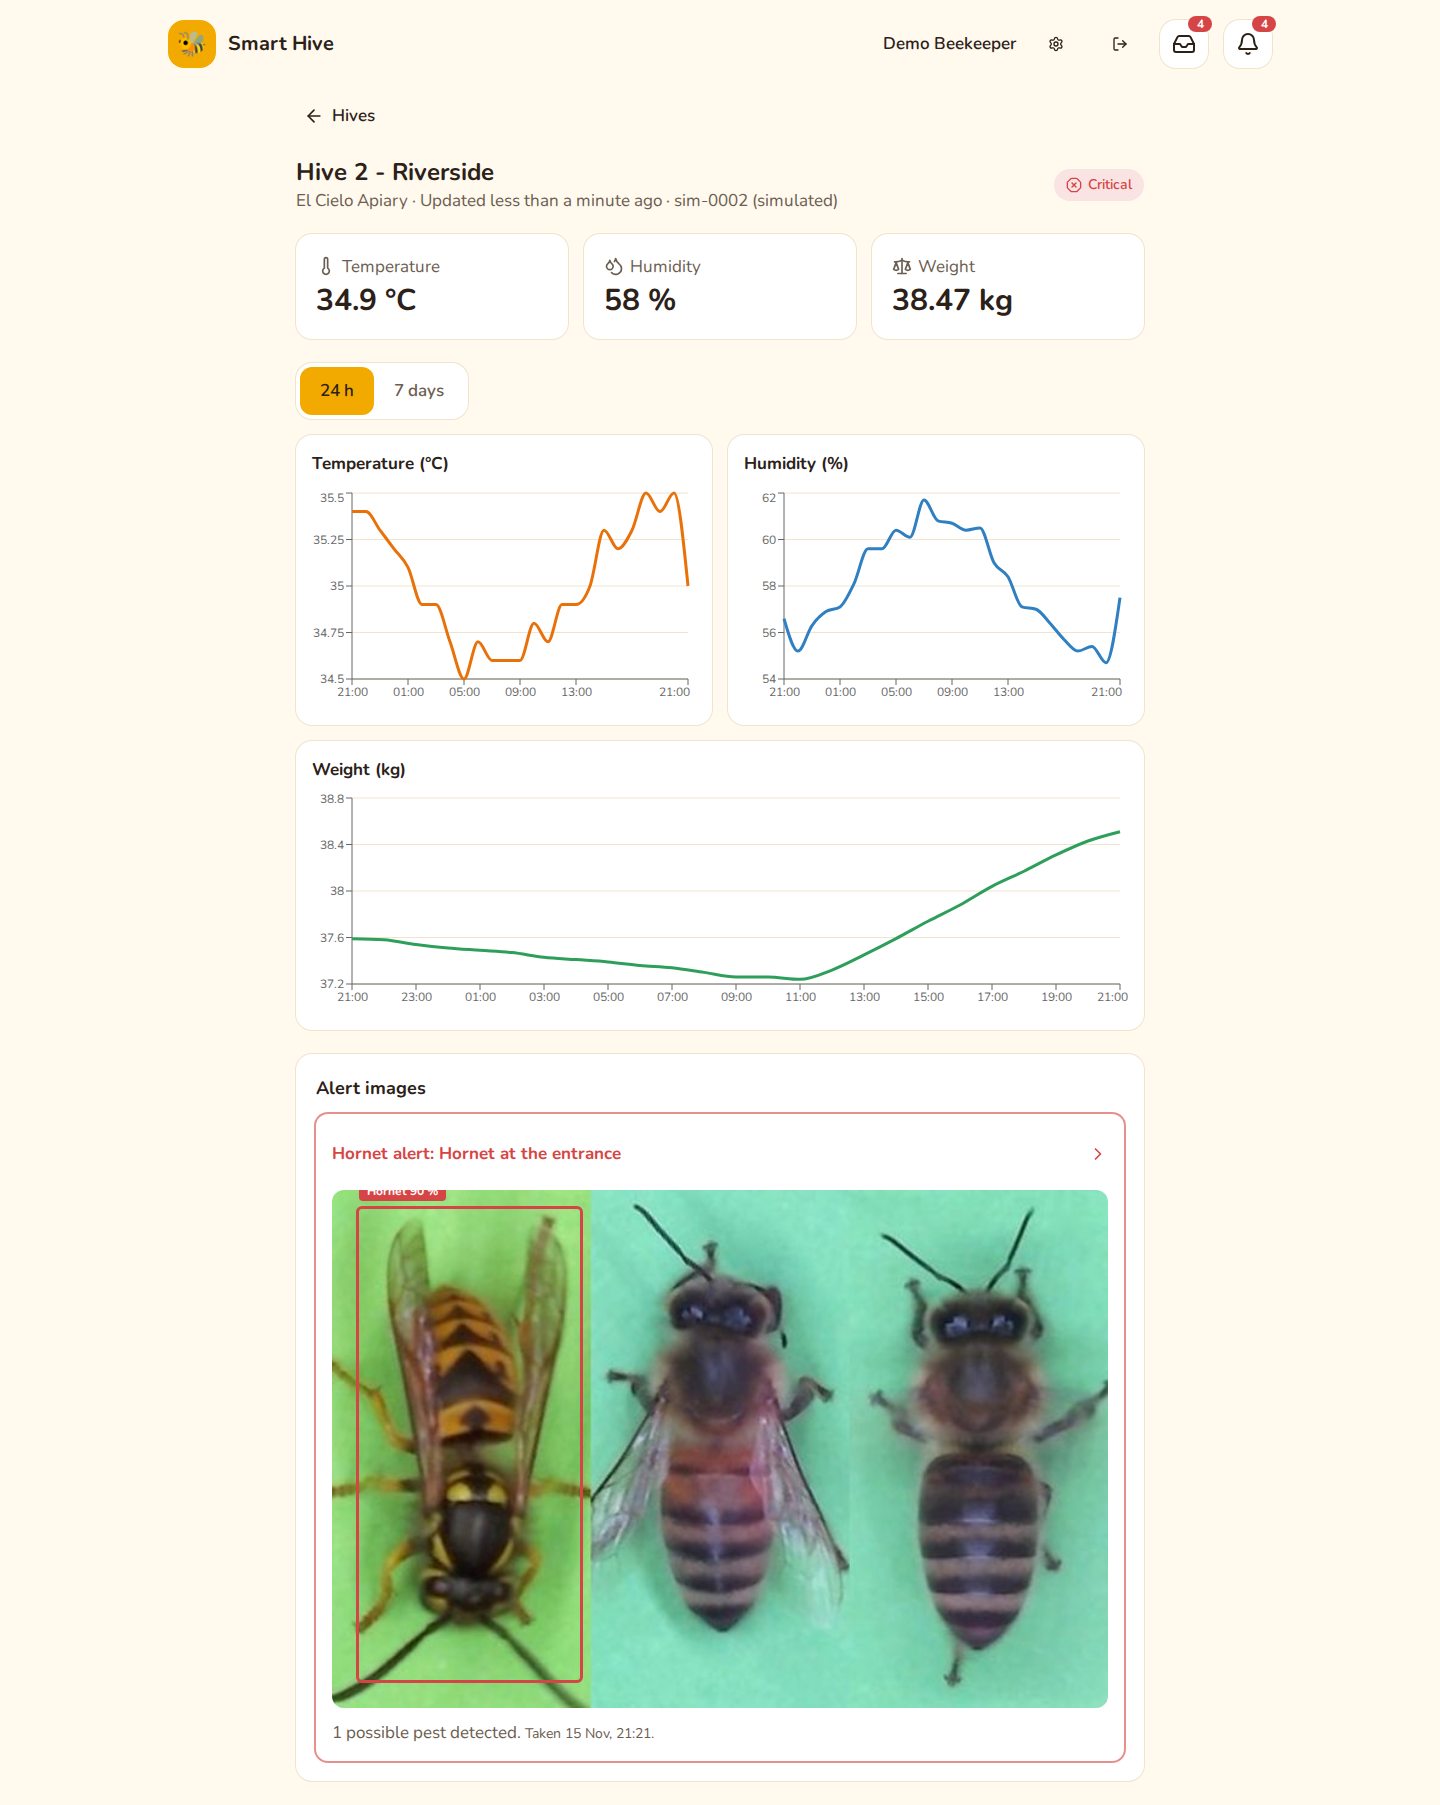 Smart Hive
Demo Beekeeper
4
4
Hives
Hive 2 - Riverside
El Cielo Apiary · Updated less than a minute ago · sim-0002 (simulated)
Critical
Temperature
34.9 °C
Humidity
58 %
Weight
38.47 kg
24 h
7 days
Temperature (°C)
35.5
35.25
35
34.75
34.5
21:00 01:00 05:00 09:00 13:00 21:00
Humidity (%)
62
60
58
56
54
21:00 01:00 05:00 09:00 13:00 21:00
Weight (kg)
38.8
38.4
38
37.6
37.2
21:00 23:00 01:00 03:00 05:00 07:00 09:00 11:00 13:00 15:00 17:00 19:00 21:00
Alert images
Hornet alert: Hornet at the entrance
Hornet 90 %
1 possible pest detected. Taken 15 Nov, 21:21.